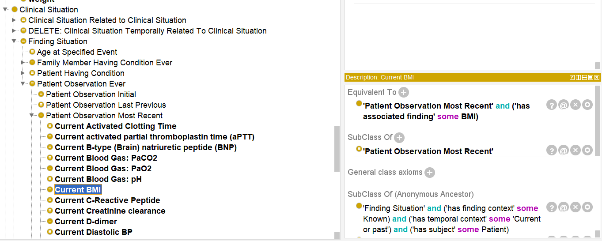 Weight
Clinical Situation
Clinical Situation Related to Clinical Situation
DELETE: Clinical Situation Temporally Related To Clinical Situation
Finding Situation
Age at Specified Event
Family Member Having Condition Ever
Patient Having Condition
Patient Observation Ever
Patient Observation Initial
Patient Observation Last Previous
Patient Observation Most Recent
Current Activated Clotting Time
Current activated partial thromboplastin time (aPTT)
Current B-type (Brain) natriuretic peptide (BNP)
Current Blood Gas: PaCO2
Current Blood Gas: PaO2
Current Blood Gas: pH
Current BMI
Current C-Reactive Peptide
Current Creatinine clearance
Current D-dimer
Current Diastolic BP
Description: Current BMI
Equivalent To
'Patient Observation Most Recent' and ('has
associated finding' some BMI)
SubClass Of
'Patient Observation Most Recent'
General class axioms
SubClass Of (Anonymous Ancestor)
'Finding Situation' and ('has finding context' some
Known) and ('has temporal context' some 'Current
or past') and ('has subject' some Patient)